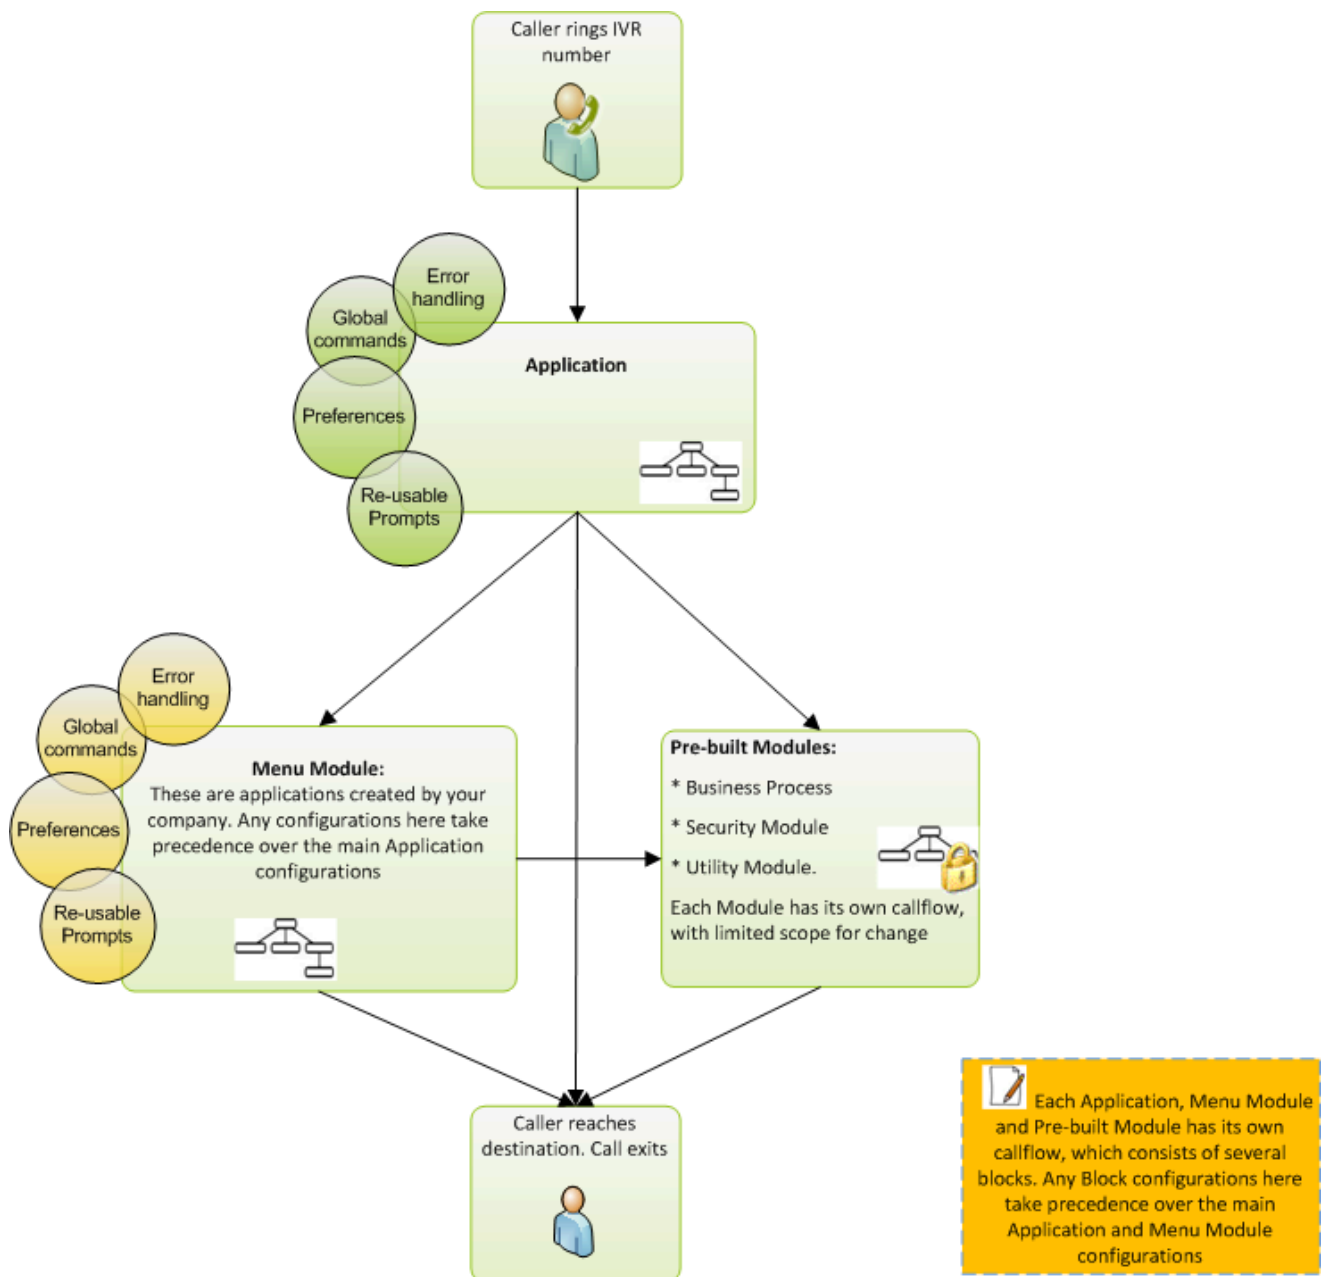 Caller rings IVR
number
Error
handling
Global
commands
Preferences
Re-usable
Prompts
Application
Error
handling
Global
commands
Preferences
Re-usable
Prompts
Menu Module:
These are applications created by your
company. Any configurations here take
precedence over the main Application
configurations
Pre-built Modules:
* Business Process
* Security Module
* Utility Module.
Each Module has its own callflow,
with limited scope for change
Caller reaches
destination. Call exits
Each Application, Menu Module
and Pre-built Module has its own
callflow, which consists of several
blocks. Any Block configurations here
take precedence over the main
Application and Menu Module
configurations